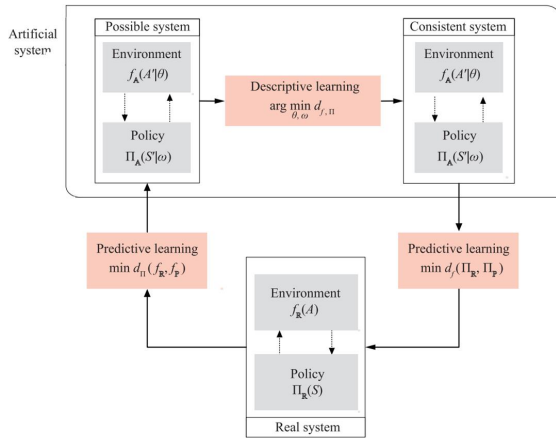 Artificial
system
Possible system
Environment
f_𝔸(A′|θ)
Policy
Π_𝔸(S′|ω)
Descriptive learning
arg min d_{f, Π}
θ, ω
Consistent system
Environment
f_𝔸(A′|θ)
Policy
Π_𝔸(S′|ω)
Predictive learning
min d_Π(f_ℝ, f_ℙ)
Predictive learning
min d_f(Π_ℝ, Π_ℙ)
Environment
f_ℝ(A)
Policy
Π_ℝ(S)
Real system